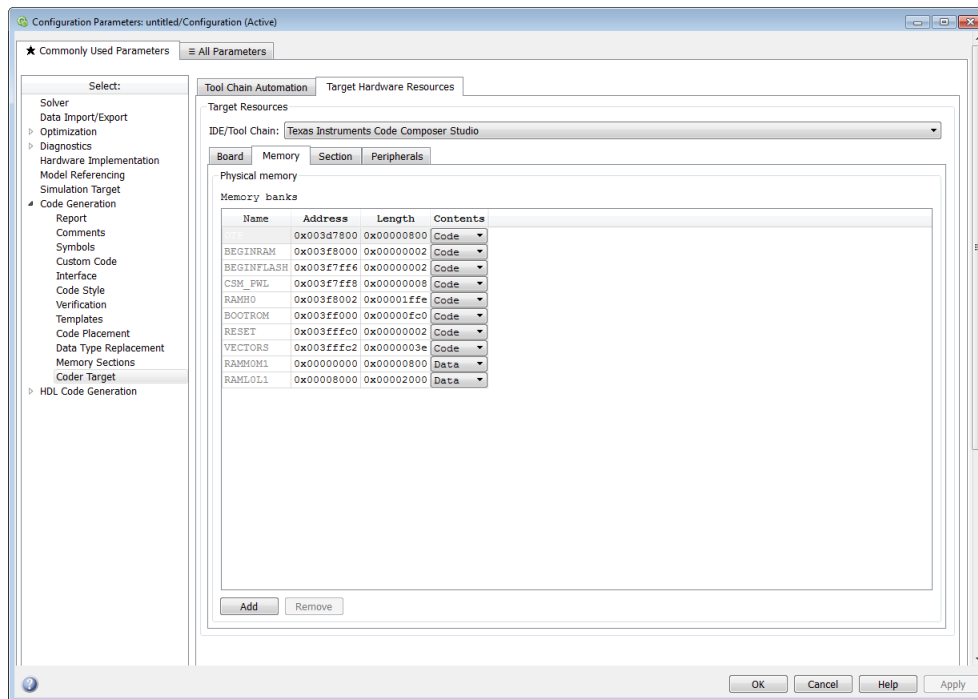 Configuration Parameters: untitled/Configuration (Active)
★ Commonly Used Parameters
≡ All Parameters
Select:
Solver
Data Import/Export
Optimization
Diagnostics
Hardware Implementation
Model Referencing
Simulation Target
Code Generation
Report
Comments
Symbols
Custom Code
Interface
Code Style
Verification
Templates
Code Placement
Data Type Replacement
Memory Sections
Coder Target
HDL Code Generation
Tool Chain Automation Target Hardware Resources
Target Resources
IDE/Tool Chain: Texas Instruments Code Composer Studio
Board Memory Section Peripherals
Physical memory
Memory banks
Name Address Length Contents
OTP 0x003d7800 0x00000800 Code
BEGINRAM 0x003f8000 0x00000002 Code
BEGINFLASH 0x003f7ff6 0x00000002 Code
CSM_PWL 0x003f7ff8 0x00000008 Code
RAMH0 0x003f8002 0x00001ffe Code
BOOTROM 0x003ff000 0x00000fc0 Code
RESET 0x003fffc0 0x00000002 Code
VECTORS 0x003fffc2 0x0000003e Code
RAMM0M1 0x00000000 0x00000800 Data
RAML0L1 0x00008000 0x00002000 Data
Add Remove
OK Cancel Help Apply